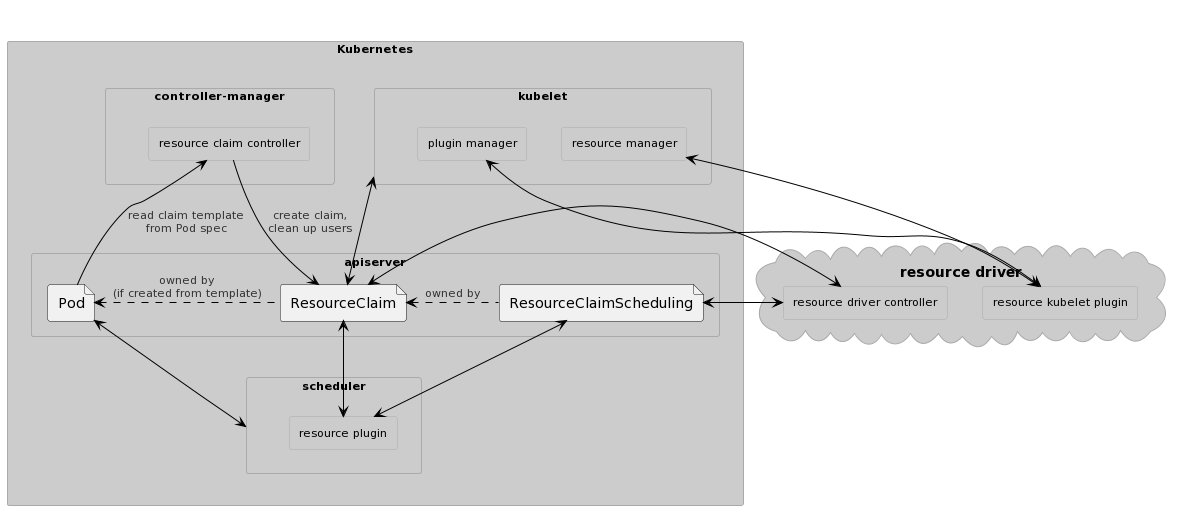 Kubernetes
controller-manager
kubelet
resource claim controller
plugin manager
resource manager
read claim template
from Pod spec
create claim,
clean up users
apiserver
resource driver
owned by
(if created from template)
owned by
Pod
ResourceClaim
ResourceClaimScheduling
resource driver controller
resource kubelet plugin
scheduler
resource plugin